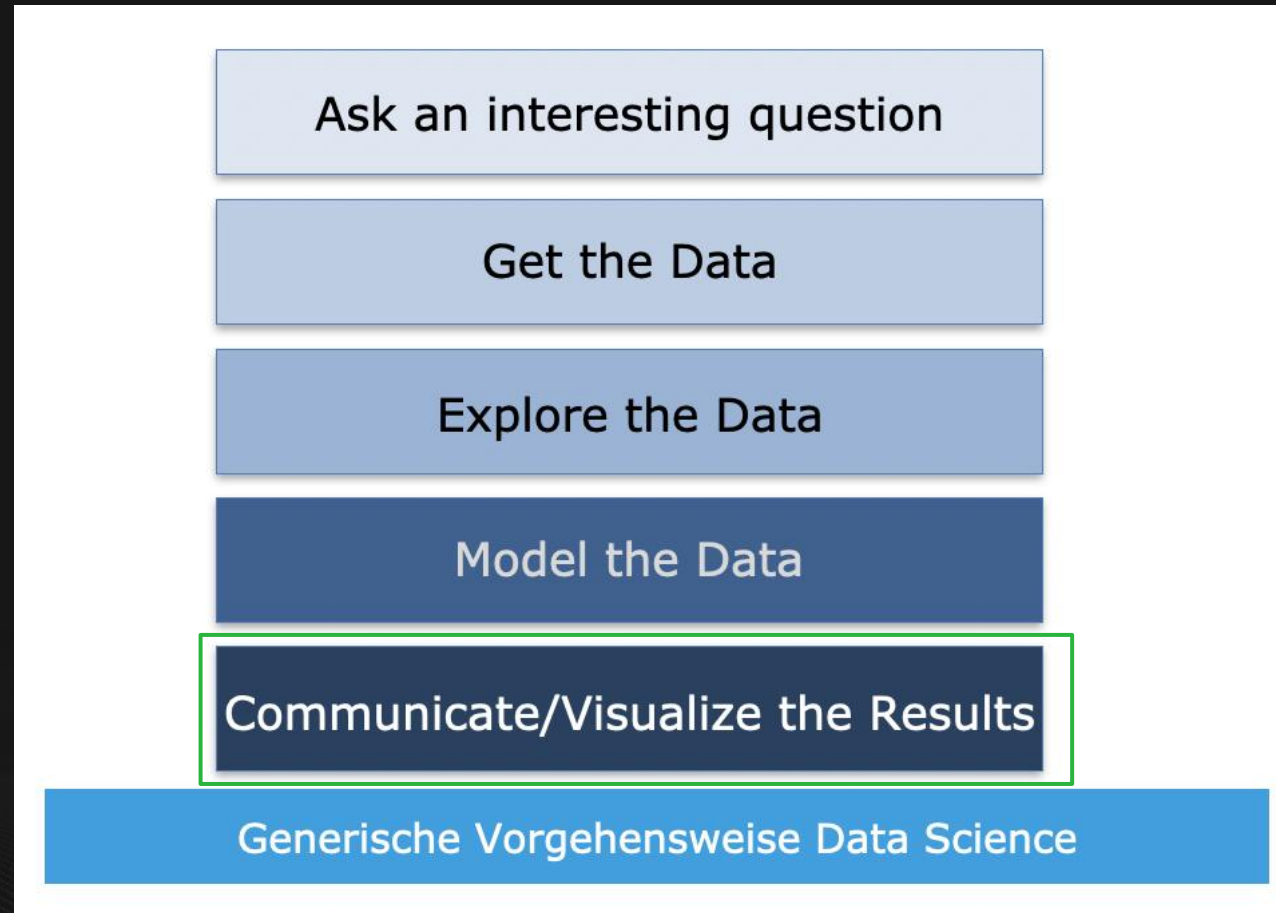 Ask an interesting question
Get the Data
Explore the Data
Model the Data
Communicate/Visualize the Results
Generische Vorgehensweise Data Science